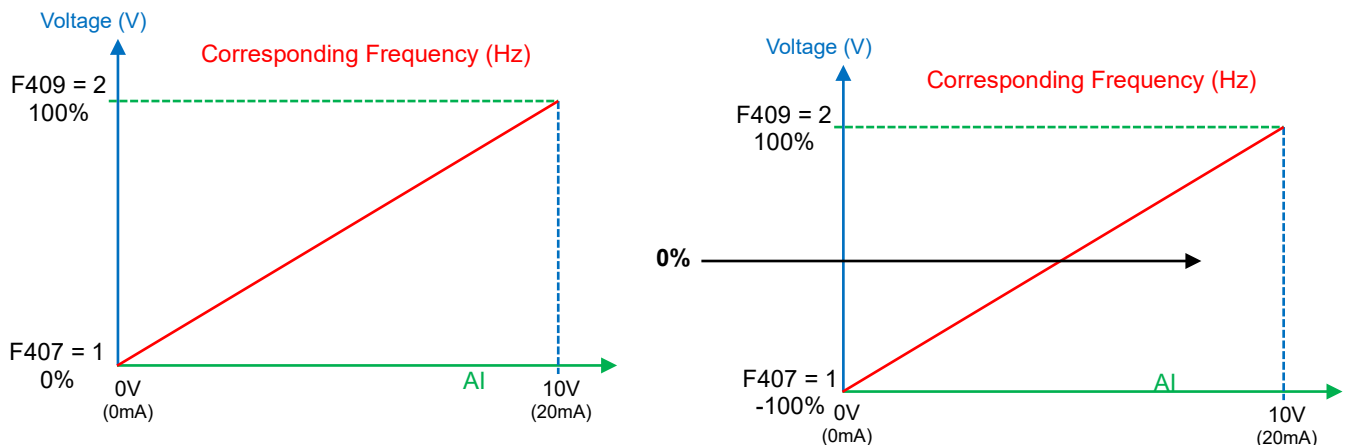 Voltage (V)
Corresponding Frequency (Hz)
F409 = 2
100%
F407 = 1
0%
0V
(0mA)
AI
10V
(20mA)
Voltage (V)
Corresponding Frequency (Hz)
F409 = 2
100%
0%
F407 = 1
-100%
0V
(0mA)
AI
10V
(20mA)